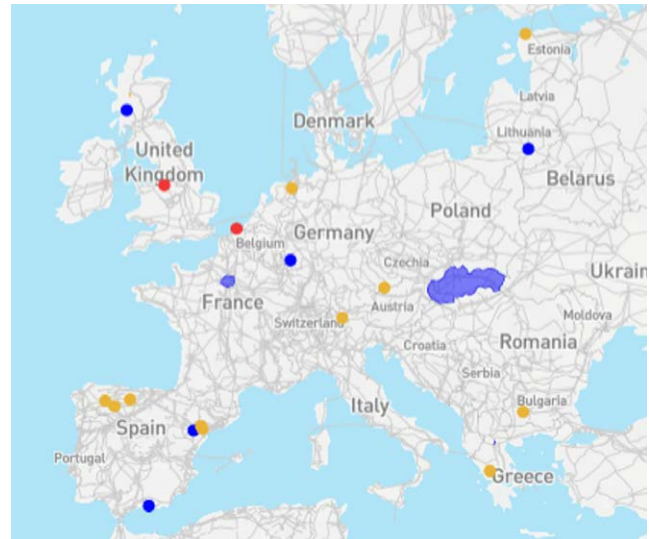 Estonia
Latvia
Denmark
Lithuania
United
Kingdom
Belarus
Poland
Germany
Belgium
Czechia
Ukrain
France
Austria
Switzerland
Moldova
Romania
Croatia
Serbia
Italy
Bulgaria
Spain
Portugal
Greece